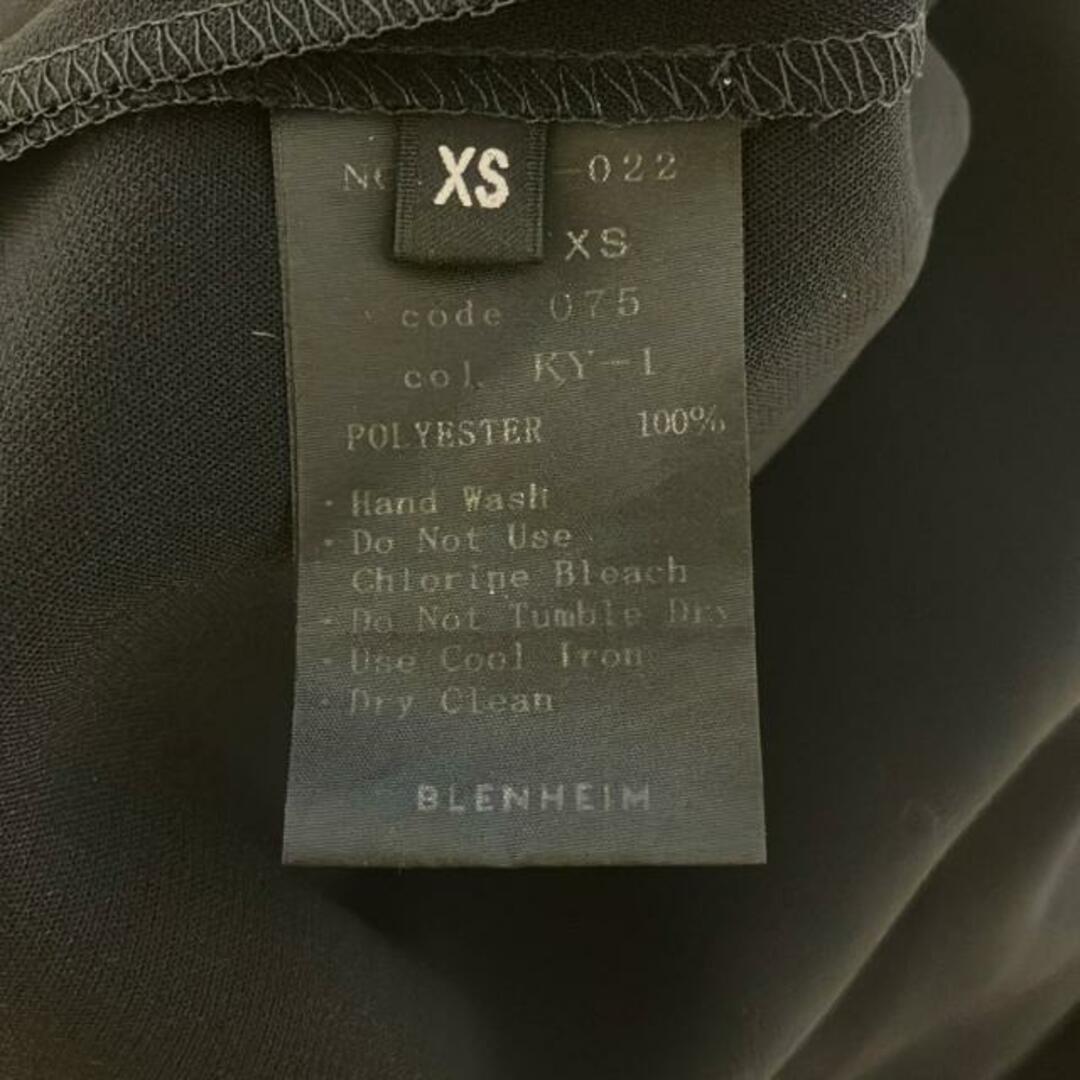 XS
-022
XS
code 075
col. KY-1
POLYESTER 100%
· Hand Wash
· Do Not Use
Chlorine Bleach
· Do Not Tumble Dry
· Use Cool Iron
· Dry Clean
BLENHEIM